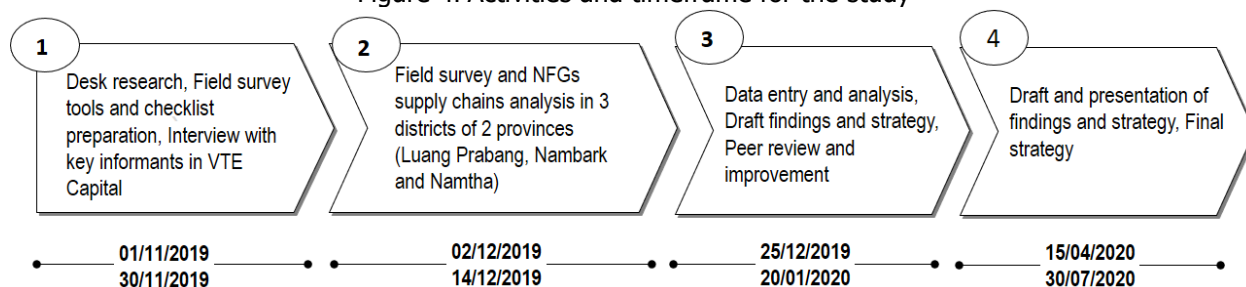 Activities and timeframe for the study
1
Desk research, Field survey
tools and checklist
preparation, Interview with
key informants in VTE
Capital
2
Field survey and NFGs
supply chains analysis in 3
districts of 2 provinces
(Luang Prabang, Nambark
and Namtha)
3
Data entry and analysis,
Draft findings and strategy,
Peer review and
improvement
4
Draft and presentation of
findings and strategy, Final
strategy
01/11/2019
30/11/2019
02/12/2019
14/12/2019
25/12/2019
20/01/2020
15/04/2020
30/07/2020